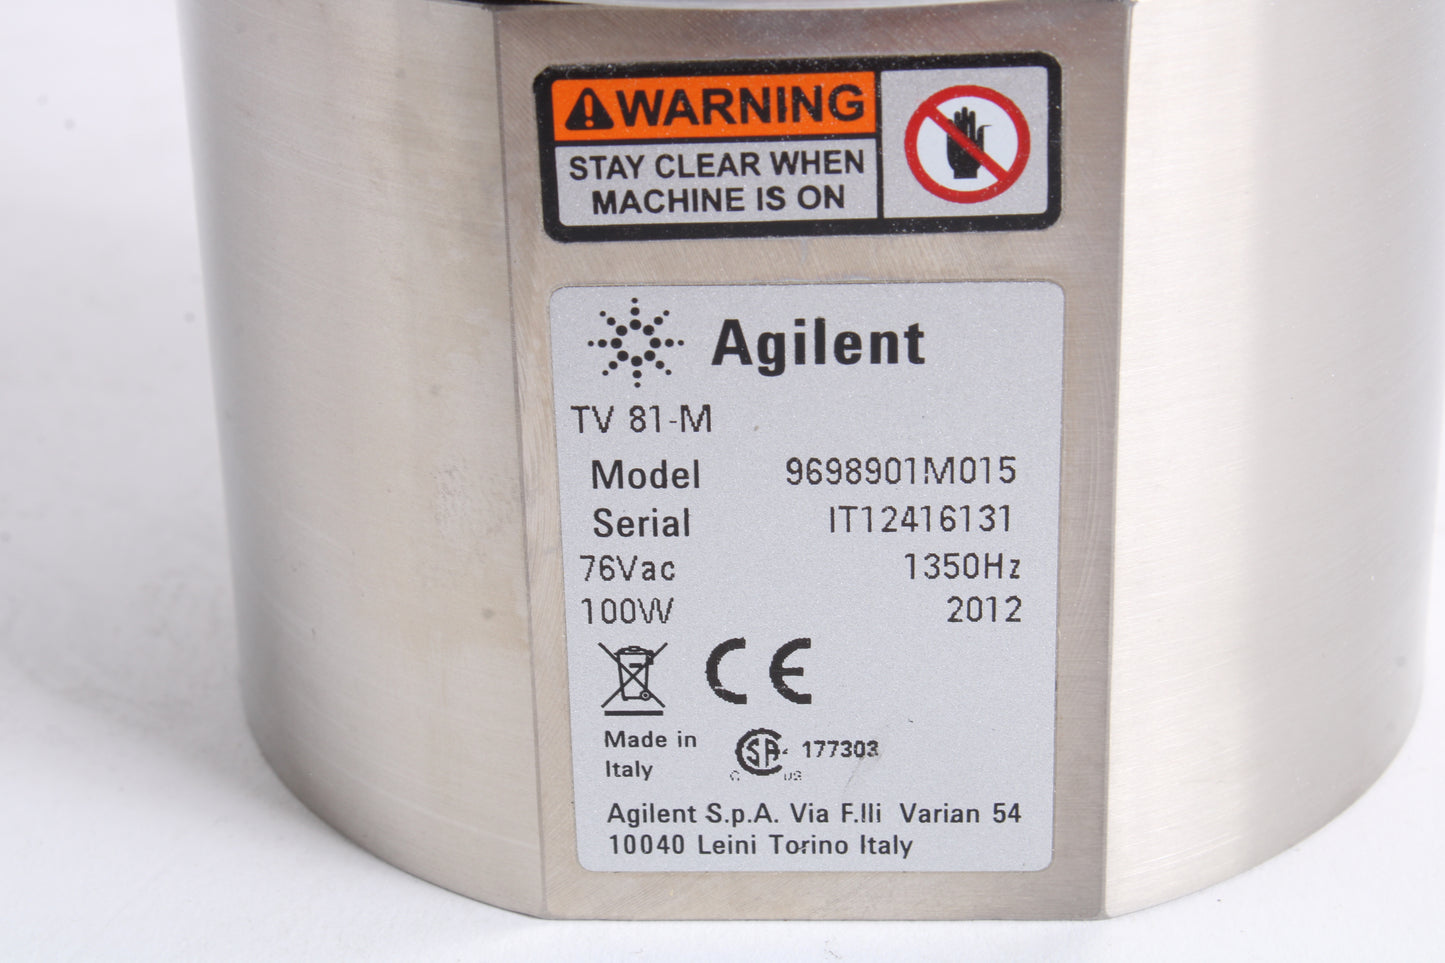 WARNING
STAY CLEAR WHEN
MACHINE IS ON
Agilent
TV 81-M
Model 9698901M015
Serial IT12416131
76Vac 1350Hz
100W 2012
CE
Made in
Italy
C US 177303
Agilent S.p.A. Via F.lli Varian 54
10040 Leini Torino Italy